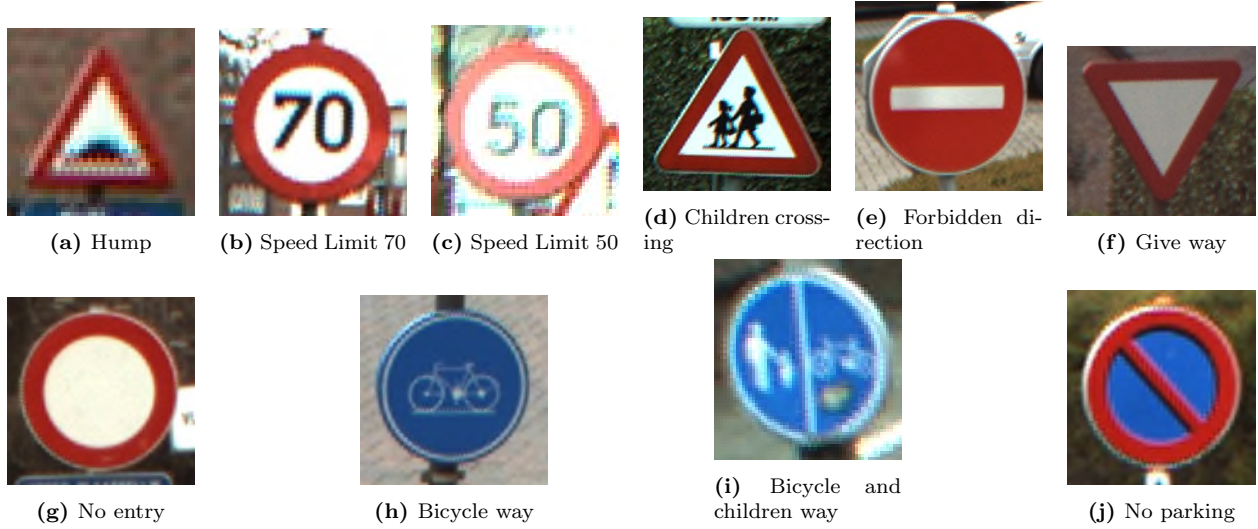 70
50
(a) Hump
(b) Speed Limit 70
(c) Speed Limit 50
(d) Children cross-
ing
(e) Forbidden di-
rection
(f) Give way
(g) No entry
(h) Bicycle way
(i) Bicycle and
children way
(j) No parking